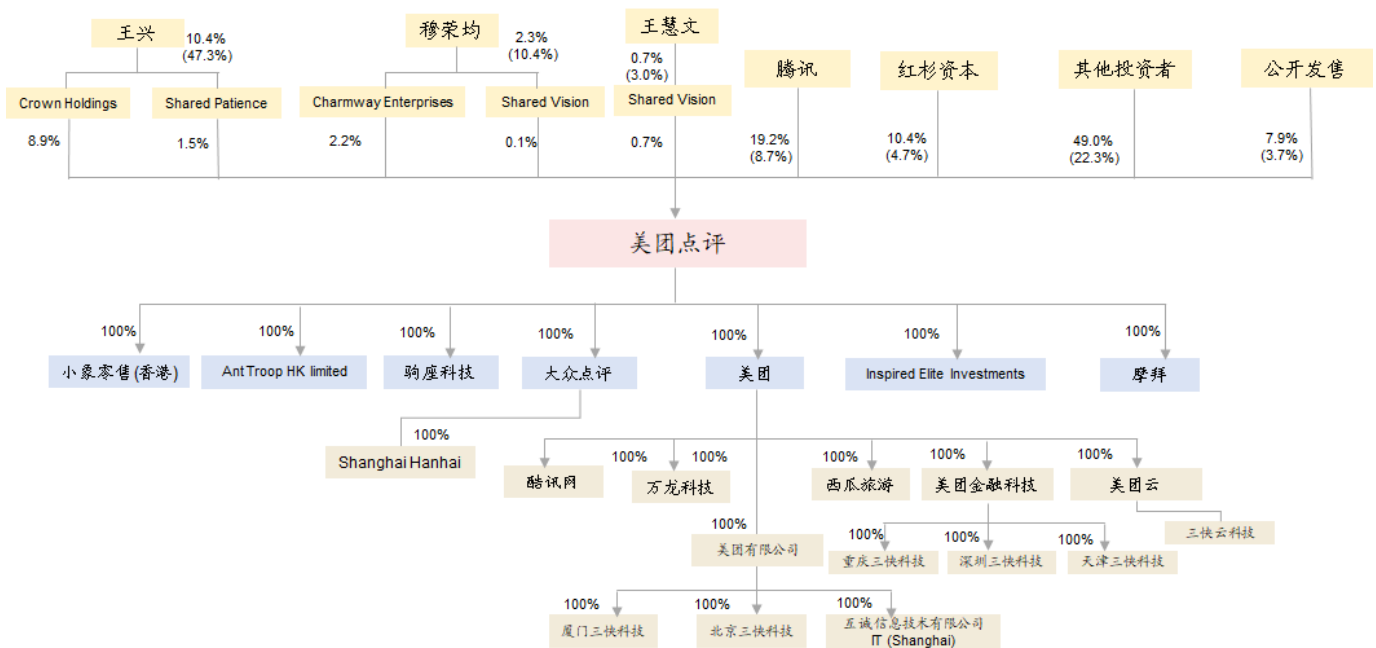 王兴
10.4%
(47.3%)
穆荣均
2.3%
(10.4%)
王慧文
0.7%
(3.0%)
腾讯
红杉资本
其他投资者
公开发售
Crown Holdings
Shared Patience
Charmway Enterprises
Shared Vision
Shared Vision
8.9%
1.5%
2.2%
0.1%
0.7%
19.2%
(8.7%)
10.4%
(4.7%)
49.0%
(22.3%)
7.9%
(3.7%)
美团点评
100%
100%
100%
100%
100%
100%
100%
小象零售(香港)
Ant Troop HK limited
驹座科技
大众点评
美团
Inspired Elite Investments
摩拜
100%
Shanghai Hanhai
100%
100%
100%
100%
100%
酷讯网
万龙科技
西瓜旅游
美团金融科技
美团云
100%
美团有限公司
三快云科技
100%
100%
100%
重庆三快科技
深圳三快科技
天津三快科技
100%
100%
100%
厦门三快科技
北京三快科技
互诚信息技术有限公司
IT (Shanghai)